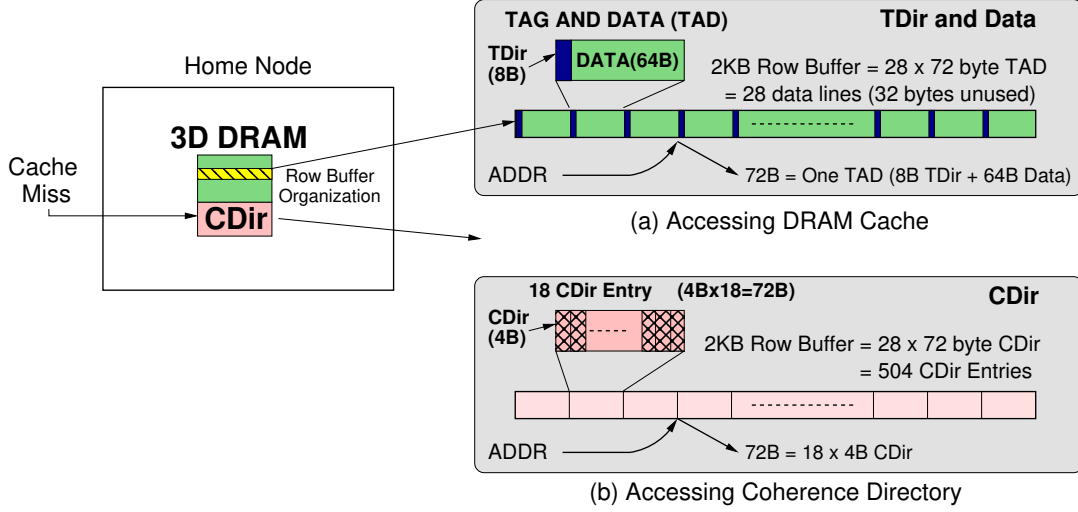 Home Node
3D DRAM
Cache
Miss
Row Buffer
Organization
CDir
TAG AND DATA (TAD)
TDir and Data
TDir
(8B)
DATA(64B)
2KB Row Buffer = 28 x 72 byte TAD
= 28 data lines (32 bytes unused)
ADDR
72B = One TAD (8B TDir + 64B Data)
(a) Accessing DRAM Cache
18 CDir Entry (4Bx18=72B)
CDir
CDir
(4B)
2KB Row Buffer = 28 x 72 byte CDir
= 504 CDir Entries
ADDR
72B = 18 x 4B CDir
(b) Accessing Coherence Directory